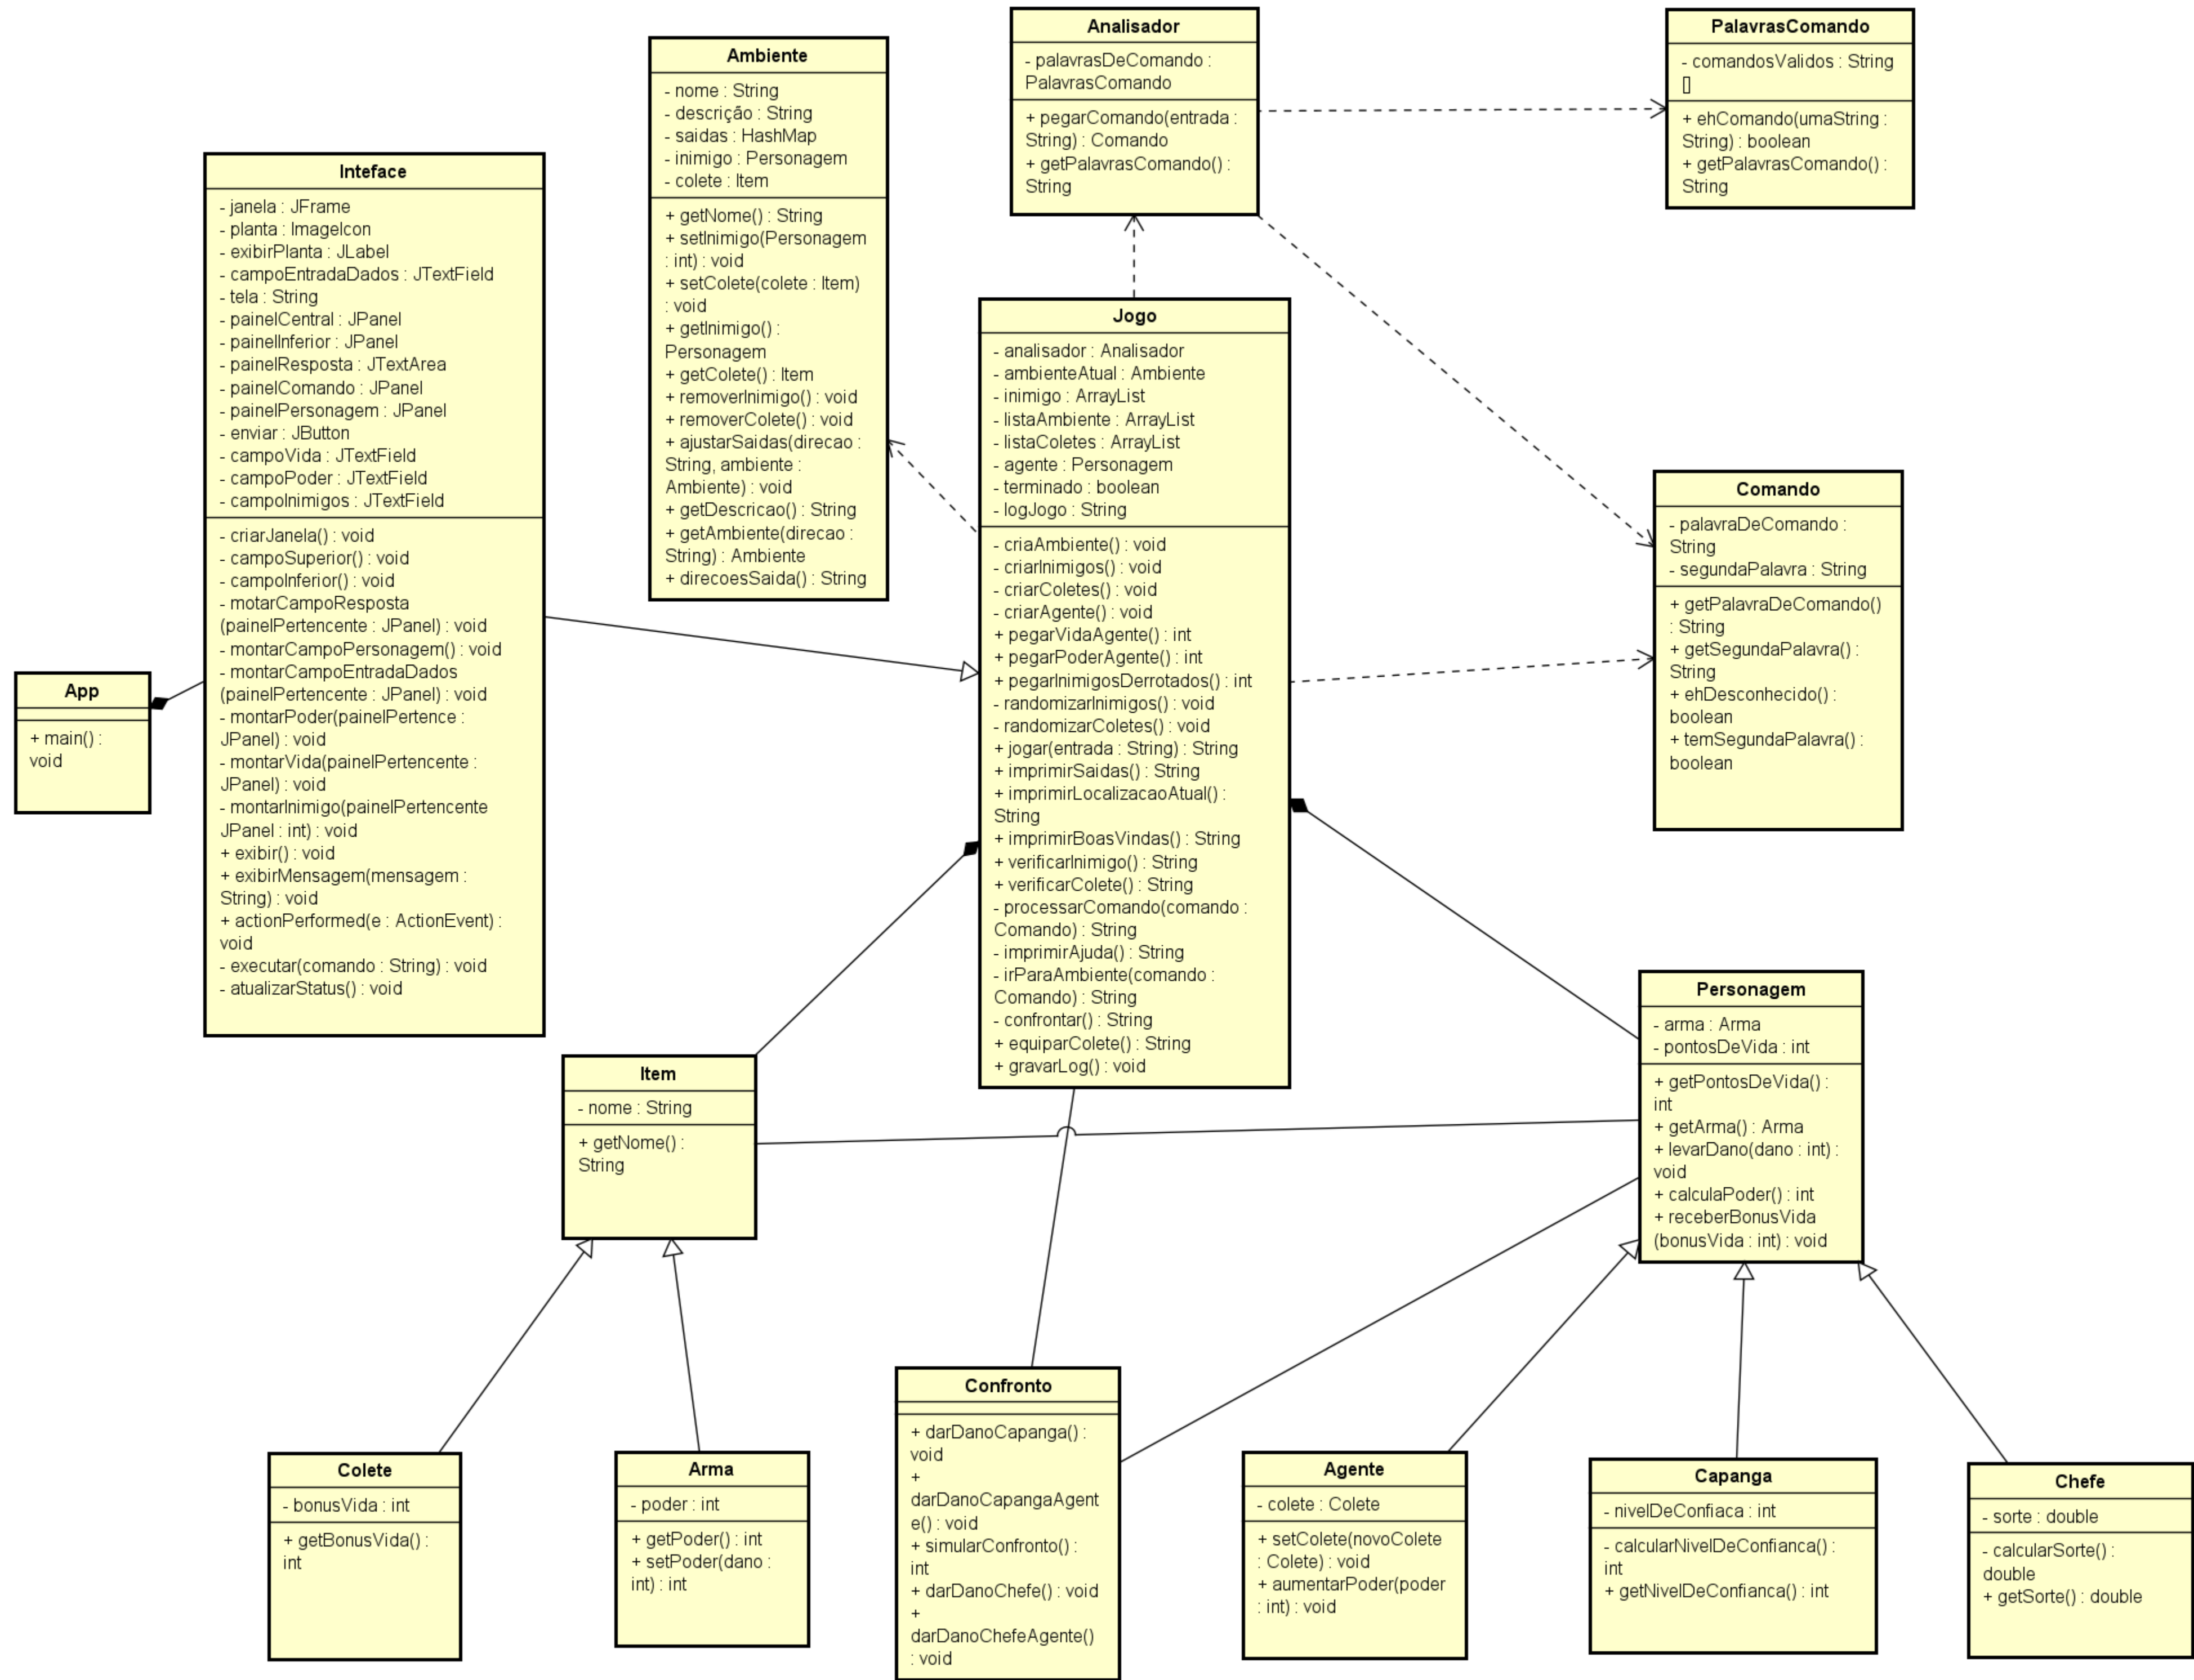 Analisador
- palavrasDeComando :
PalavrasComando
+ pegarComando(entrada :
String) : Comando
+ getPalavrasComando() :
String
PalavrasComando
- comandosValidos : String
[]
+ ehComando(umaString :
String) : boolean
+ getPalavrasComando() :
String
Ambiente
- nome : String
- descrição : String
- saidas : HashMap
- inimigo : Personagem
- colete : Item
+ getNome() : String
+ setInimigo(Personagem
: int) : void
+ setColete(colete : Item)
: void
+ getInimigo() :
Personagem
+ getColete() : Item
+ removerInimigo() : void
+ removerColete() : void
+ ajustarSaidas(direcao :
String, ambiente :
Ambiente) : void
+ getDescricao() : String
+ getAmbiente(direcao :
String) : Ambiente
+ direcoesSaida() : String
Inteface
- janela : JFrame
- planta : ImageIcon
- exibirPlanta : JLabel
- campoEntradaDados : JTextField
- tela : String
- painelCentral : JPanel
- painelInferior : JPanel
- painelResposta : JTextArea
- painelComando : JPanel
- painelPersonagem : JPanel
- enviar : JButton
- campoVida : JTextField
- campoPoder : JTextField
- campoInimigos : JTextField
- criarJanela() : void
- campoSuperior() : void
- campoInferior() : void
- motarCampoResposta
(painelPertencente : JPanel) : void
- montarCampoPersonagem() : void
- montarCampoEntradaDados
(painelPertencente : JPanel) : void
- montarPoder(painelPertence :
JPanel) : void
- montarVida(painelPertencente :
JPanel) : void
- montarInimigo(painelPertencente
JPanel : int) : void
+ exibir() : void
+ exibirMensagem(mensagem :
String) : void
+ actionPerformed(e : ActionEvent) :
void
- executar(comando : String) : void
- atualizarStatus() : void
App
+ main() :
void
Jogo
- analisador : Analisador
- ambienteAtual : Ambiente
- inimigo : ArrayList
- listaAmbiente : ArrayList
- listaColetes : ArrayList
- agente : Personagem
- terminado : boolean
- logJogo : String
- criaAmbiente() : void
- criarInimigos() : void
- criarColetes() : void
- criarAgente() : void
+ pegarVidaAgente() : int
+ pegarPoderAgente() : int
+ pegarInimigosDerrotados() : int
- randomizarInimigos() : void
- randomizarColetes() : void
+ jogar(entrada : String) : String
+ imprimirSaidas() : String
+ imprimirLocalizacaoAtual() :
String
+ imprimirBoasVindas() : String
+ verificarInimigo() : String
+ verificarColete() : String
- processarComando(comando :
Comando) : String
- imprimirAjuda() : String
- irParaAmbiente(comando :
Comando) : String
- confrontar() : String
+ equiparColete() : String
+ gravarLog() : void
Comando
- palavraDeComando :
String
- segundaPalavra : String
+ getPalavraDeComando()
: String
+ getSegundaPalavra() :
String
+ ehDesconhecido() :
boolean
+ temSegundaPalavra() :
boolean
Personagem
- arma : Arma
- pontosDeVida : int
+ getPontosDeVida() :
int
+ getArma() : Arma
+ levarDano(dano : int) :
void
+ calculaPoder() : int
+ receberBonusVida
(bonusVida : int) : void
Item
- nome : String
+ getNome() :
String
Colete
- bonusVida : int
+ getBonusVida() :
int
Arma
- poder : int
+ getPoder() : int
+ setPoder(dano :
int) : int
Confronto
+ darDanoCapanga() :
void
+
darDanoCapangaAgent
e() : void
+ simularConfronto() :
int
+ darDanoChefe() : void
+
darDanoChefeAgente()
: void
Agente
- colete : Colete
+ setColete(novoColete
: Colete) : void
+ aumentarPoder(poder
: int) : void
Capanga
- nivelDeConfiaca : int
- calcularNivelDeConfianca() :
int
+ getNivelDeConfianca() : int
Chefe
- sorte : double
- calcularSorte() :
double
+ getSorte() : double